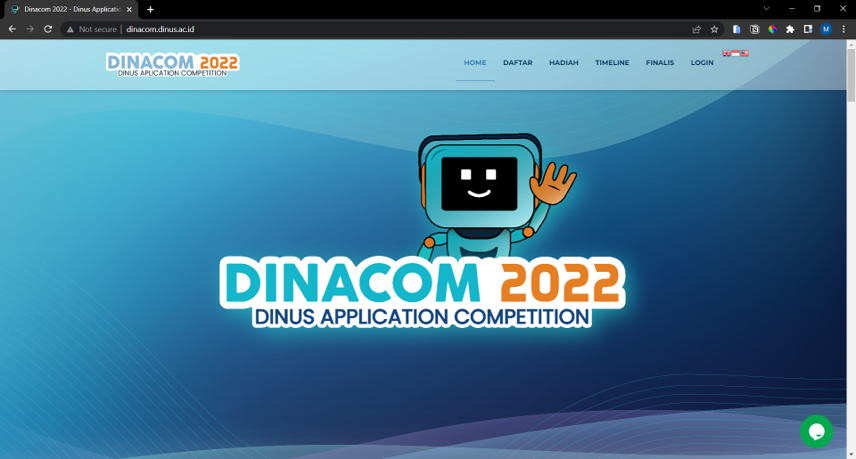 Dinacom 2022 - Dinus Applicatio
Not secure | dinacom.dinus.ac.id
M
DINACOM 2022
DINUS APLICATION COMPETITION
HOME
DAFTAR
HADIAH
TIMELINE
FINALIS
LOGIN
DINACOM 2022
DINUS APPLICATION COMPETITION